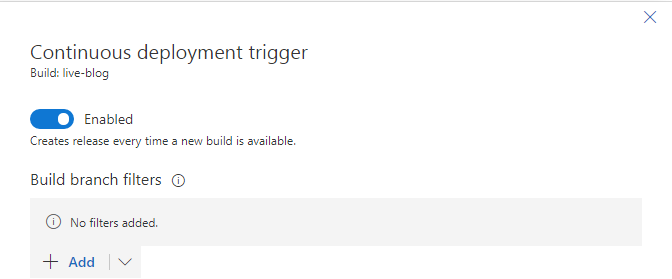 Continuous deployment trigger
Build: live-blog
Enabled
Creates release every time a new build is available.
Build branch filters
No filters added.
Add